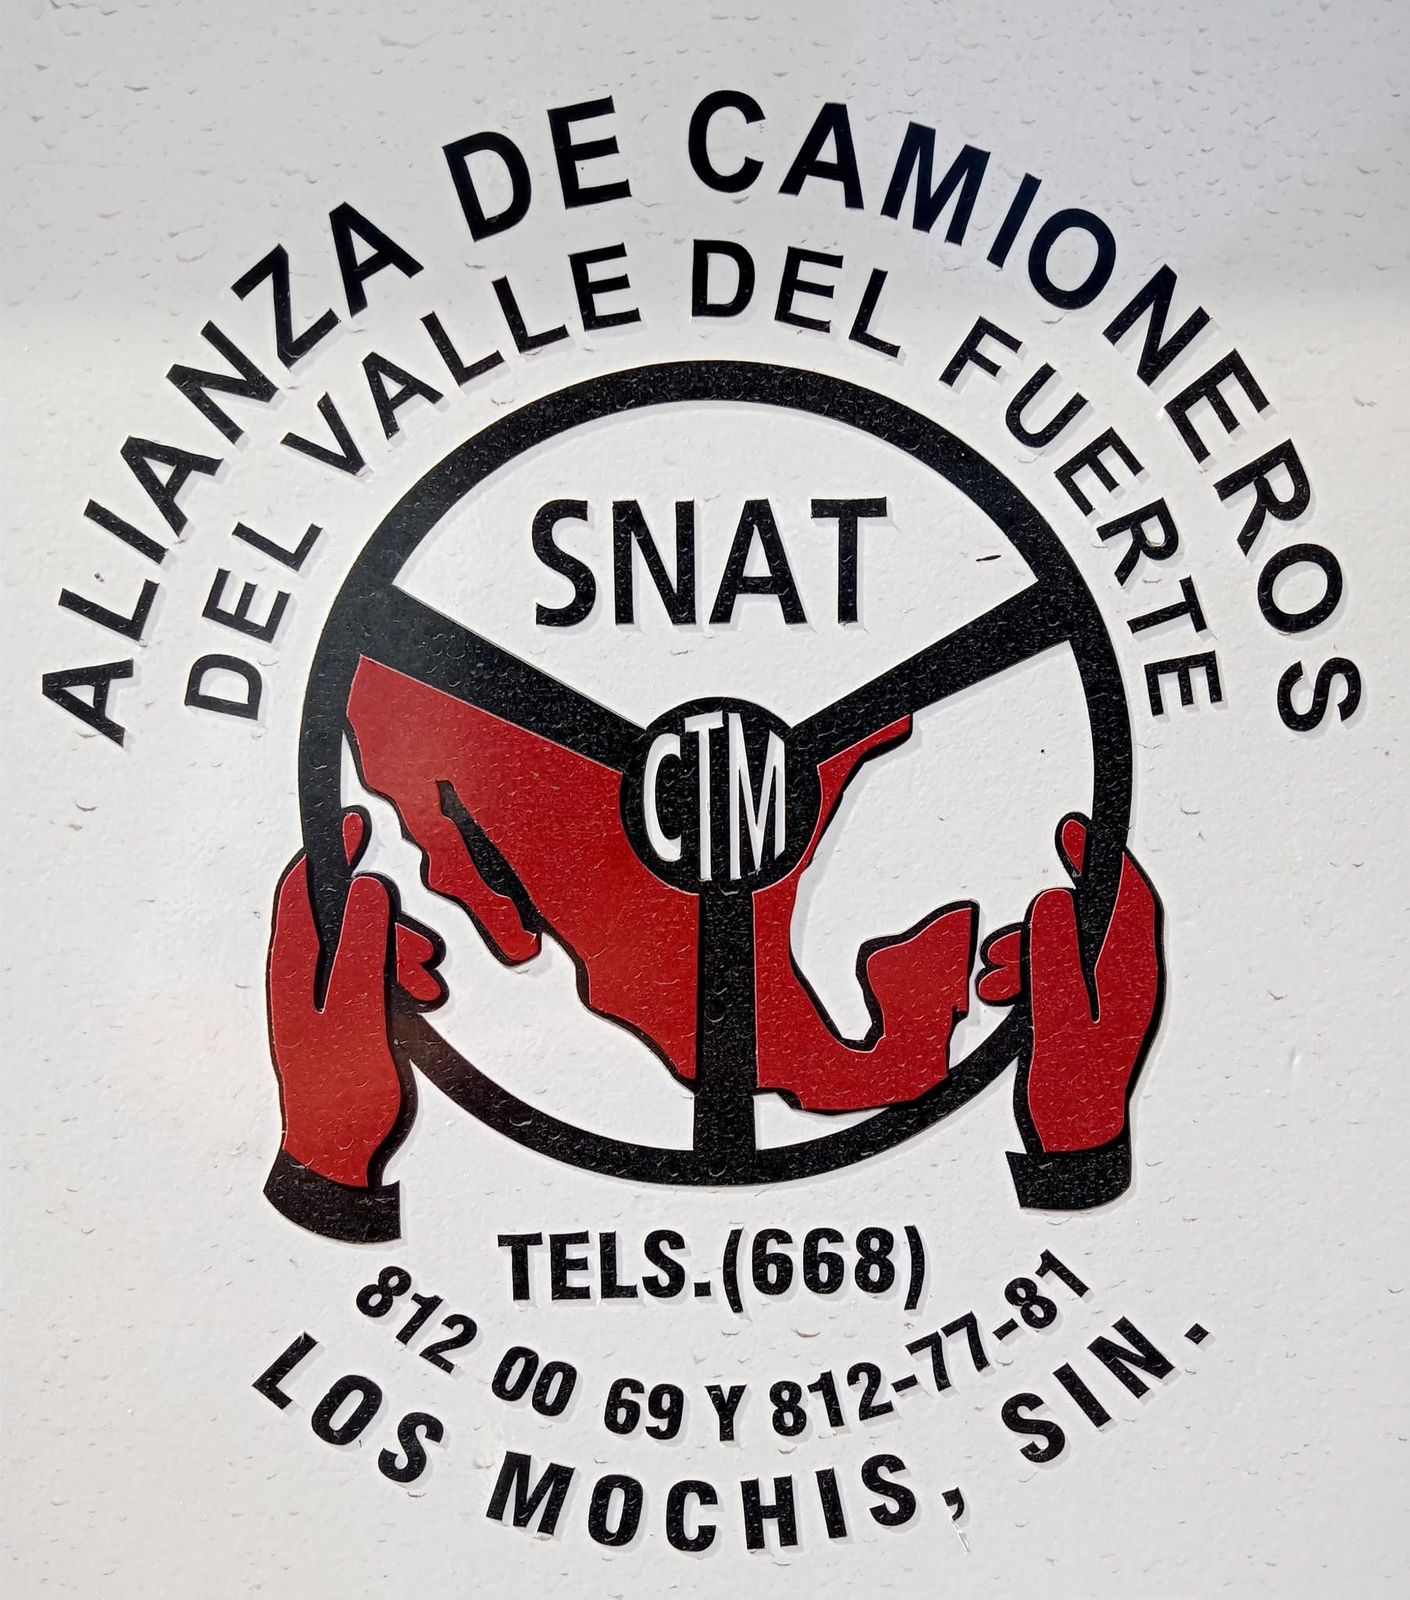 ALIANZA DE CAMIONEROS
DEL VALLE DEL FUERTE
SNAT
CTM
TELS.(668)
812 00 69 Y 812-77-81
LOS MOCHIS, SIN.